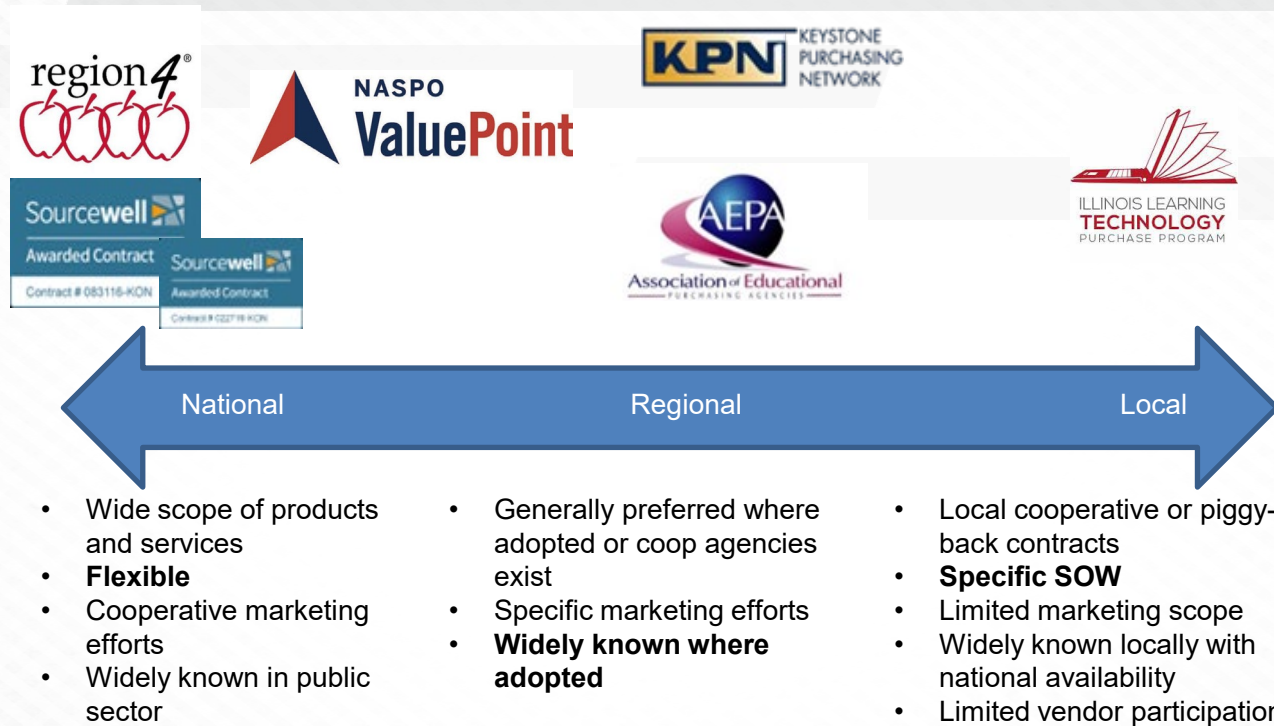 region4®
NASPO
ValuePoint
KPN
KEYSTONE
PURCHASING
NETWORK
Sourcewell
Awarded Contract
Contract # 083116-KON
Sourcewell
Awarded Contract
AEPA
Association of Educational
PURCHASING AGENCIES
ILLINOIS LEARNING
TECHNOLOGY
PURCHASE PROGRAM
National
Regional
Local
• Wide scope of products
and services
• Flexible
• Cooperative marketing
efforts
• Widely known in public
sector
• Generally preferred where
adopted or coop agencies
exist
• Specific marketing efforts
• Widely known where
adopted
• Local cooperative or piggy-
back contracts
• Specific SOW
• Limited marketing scope
• Widely known locally with
national availability
• Limited vendor participation